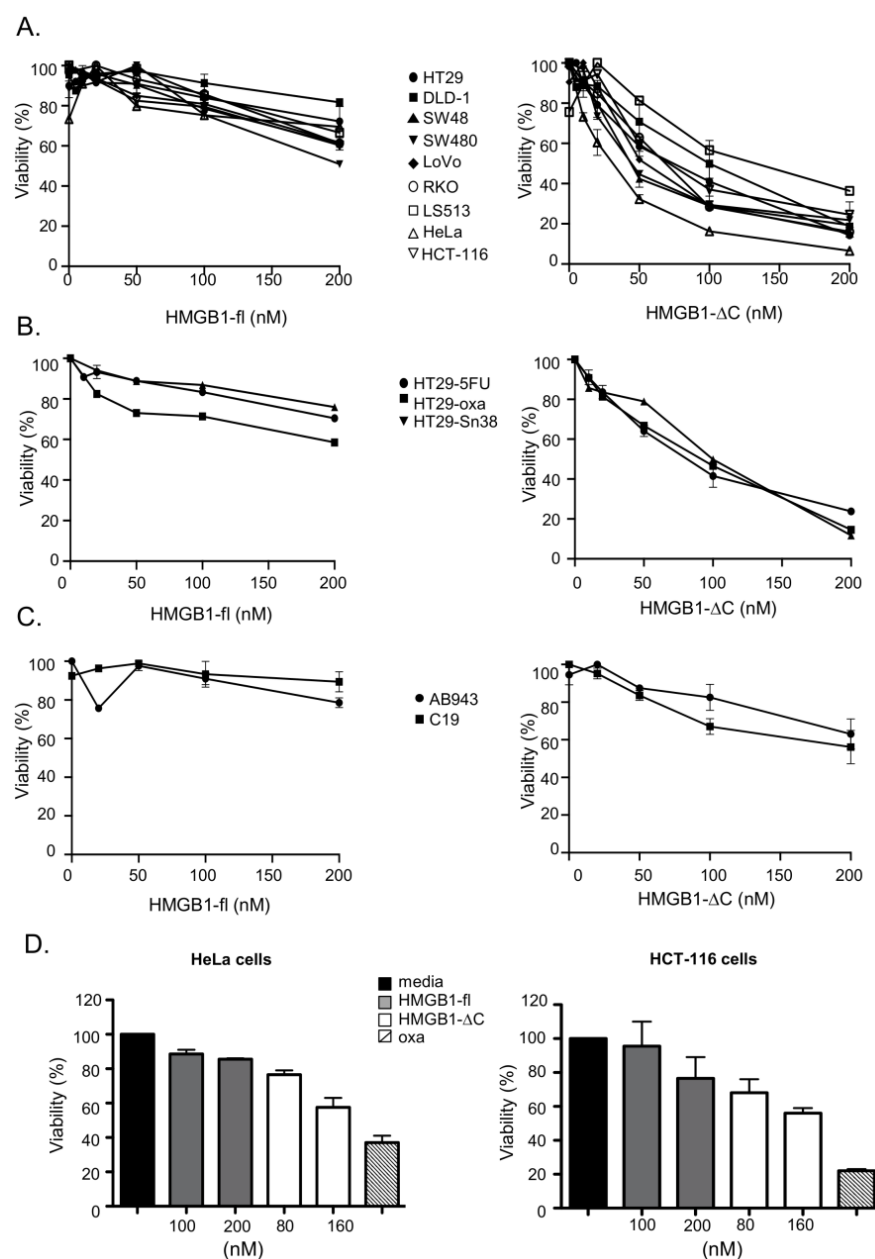 A.
Viability (%)
100
80
60
40
20
0
0 50 100 150 200
HMGB1-fl (nM)
HT29
DLD-1
SW48
SW480
LoVo
RKO
LS513
HeLa
HCT-116
Viability (%)
100
80
60
40
20
0
0 50 100 150 200
HMGB1-ΔC (nM)
B.
Viability (%)
100
80
60
40
20
0
0 50 100 150 200
HMGB1-fl (nM)
HT29-5FU
HT29-oxa
HT29-Sn38
Viability (%)
100
80
60
40
20
0
0 50 100 150 200
HMGB1-ΔC (nM)
C.
Viability (%)
100
80
60
40
20
0
0 50 100 150 200
HMGB1-fl (nM)
AB943
C19
Viability (%)
100
80
60
40
20
0
0 50 100 150 200
HMGB1-ΔC (nM)
D.
HeLa cells
Viability (%)
120
100
80
60
40
20
0
100 200 80 160
(nM)
media
HMGB1-fl
HMGB1-ΔC
oxa
HCT-116 cells
Viability (%)
120
100
80
60
40
20
0
100 200 80 160
(nM)